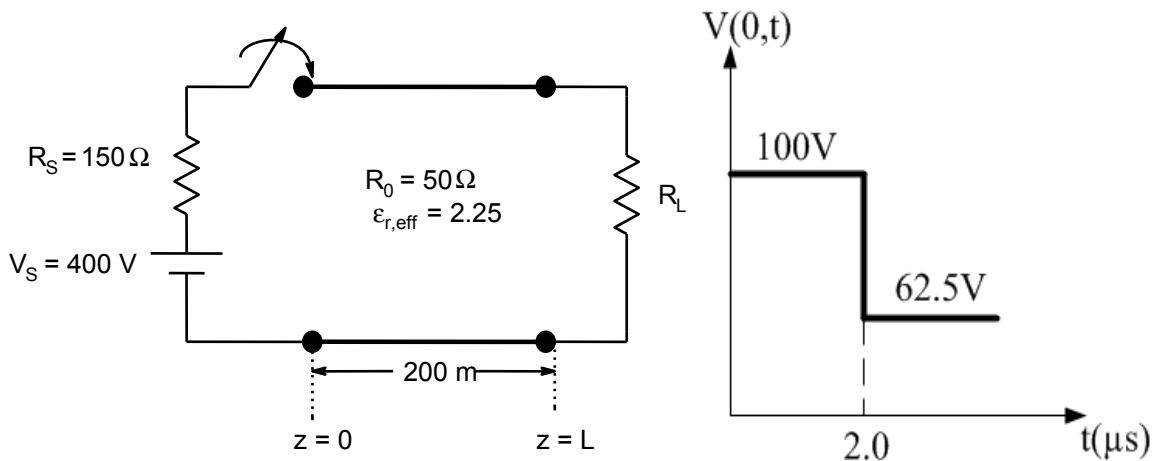 R_S = 150 Ω
V_S = 400 V
R_0 = 50 Ω
ε_{r,eff} = 2.25
R_L
200 m
z = 0
z = L
V(0,t)
100V
62.5V
2.0
t(μs)